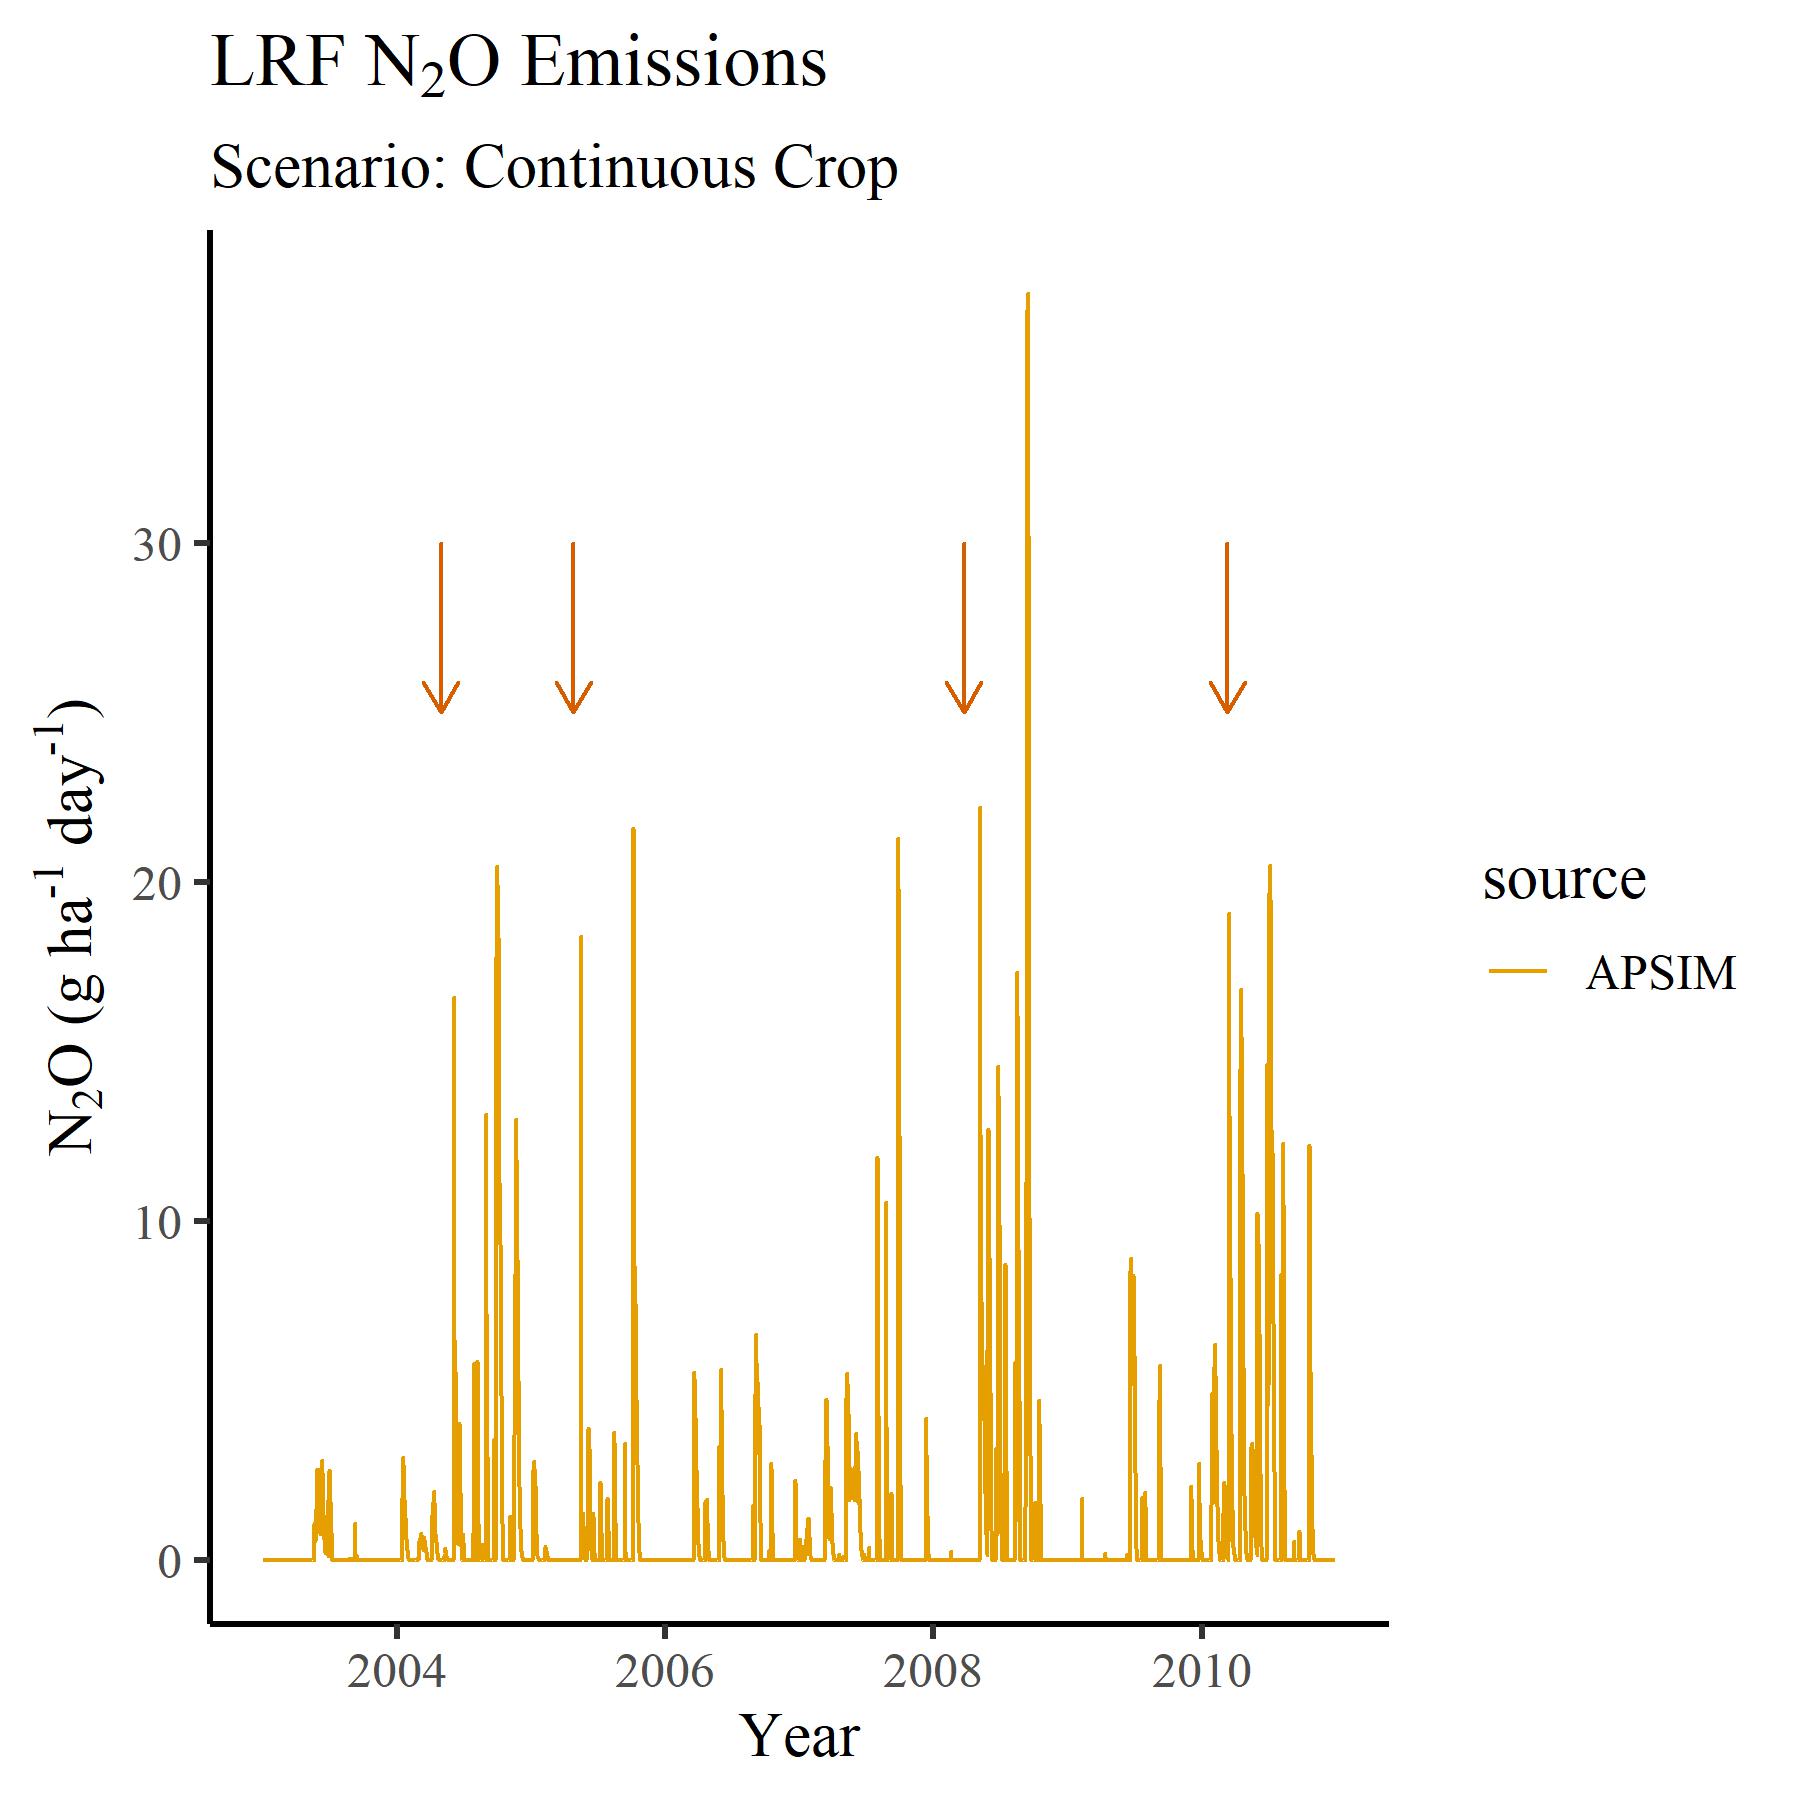 LRF N₂O Emissions
Scenario: Continuous Crop
N₂O (g ha⁻¹ day⁻¹)
30
20
10
0
2004 2006 2008 2010
Year
source
APSIM